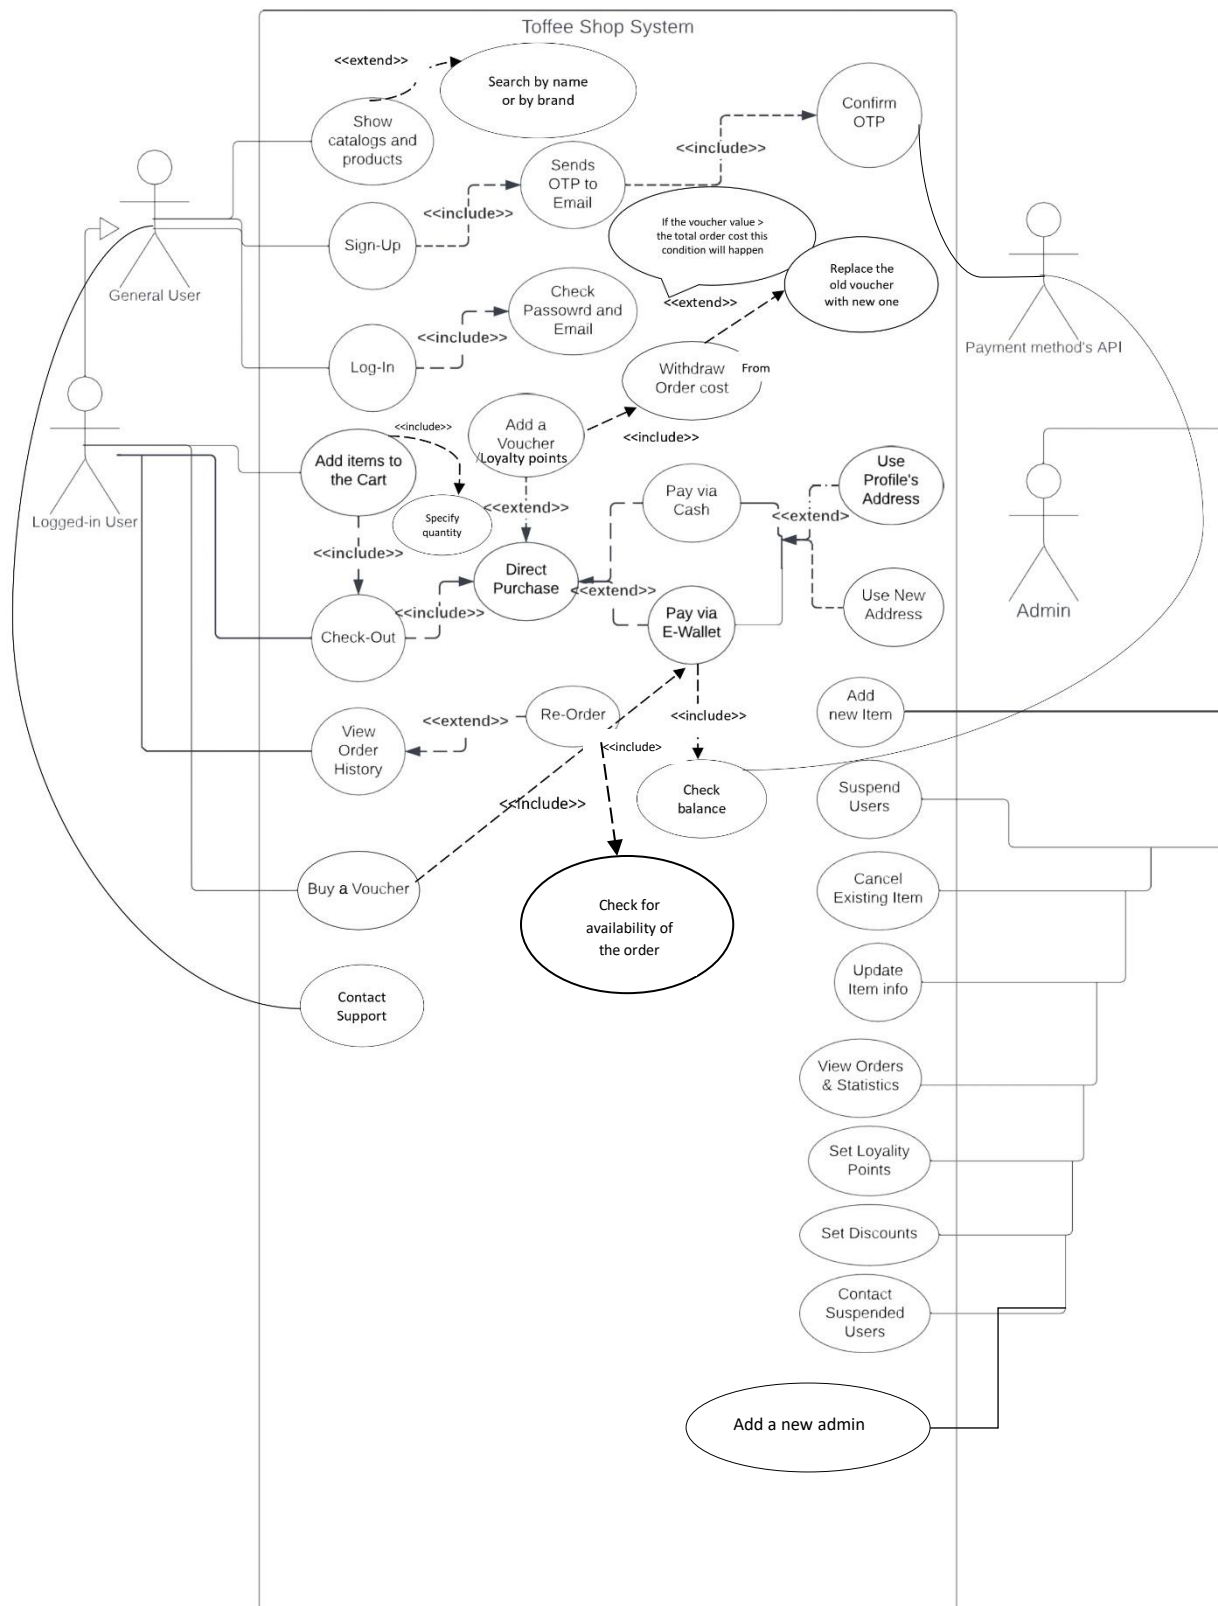 Toffee Shop System
<<extend>>
Search by name
or by brand
Show
catalogs and
products
Confirm
OTP
<<include>>
Sends
OTP to
Email
<<include>>
Sign-Up
General User
If the voucher value >
the total order cost this
condition will happen
<<extend>>
Replace the
old voucher
with new one
Check
Passowrd and
Email
<<include>>
Log-In
Withdraw
Order cost
From
Payment method's API
<<include>>
Add a
Voucher
/Loyalty points
<<include>>
Add items to
the Cart
Specify
quantity
<<extend>>
Pay via
Cash
Use
Profile's
Address
<<extend>
Logged-in User
<<include>>
Direct
Purchase
<<extend>>
Use New
Address
Admin
<<include>>
Check-Out
Pay via
E-Wallet
View
Order
History
<<extend>>
Re-Order
<<include>>
<<include>
Add
new Item
Check
balance
Suspend
Users
<<include>>
Buy a Voucher
Check for
availability of
the order
Cancel
Existing Item
Update
Item info
Contact
Support
View Orders
& Statistics
Set Loyality
Points
Set Discounts
Contact
Suspended
Users
Add a new admin